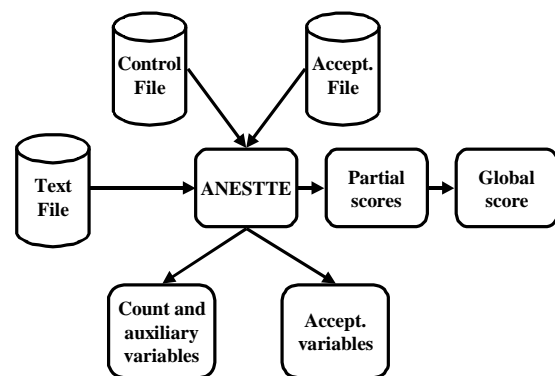 Control
File
Accept.
File
Text
File
ANESTTE
Partial
scores
Global
score
Count and
auxiliary
variables
Accept.
variables